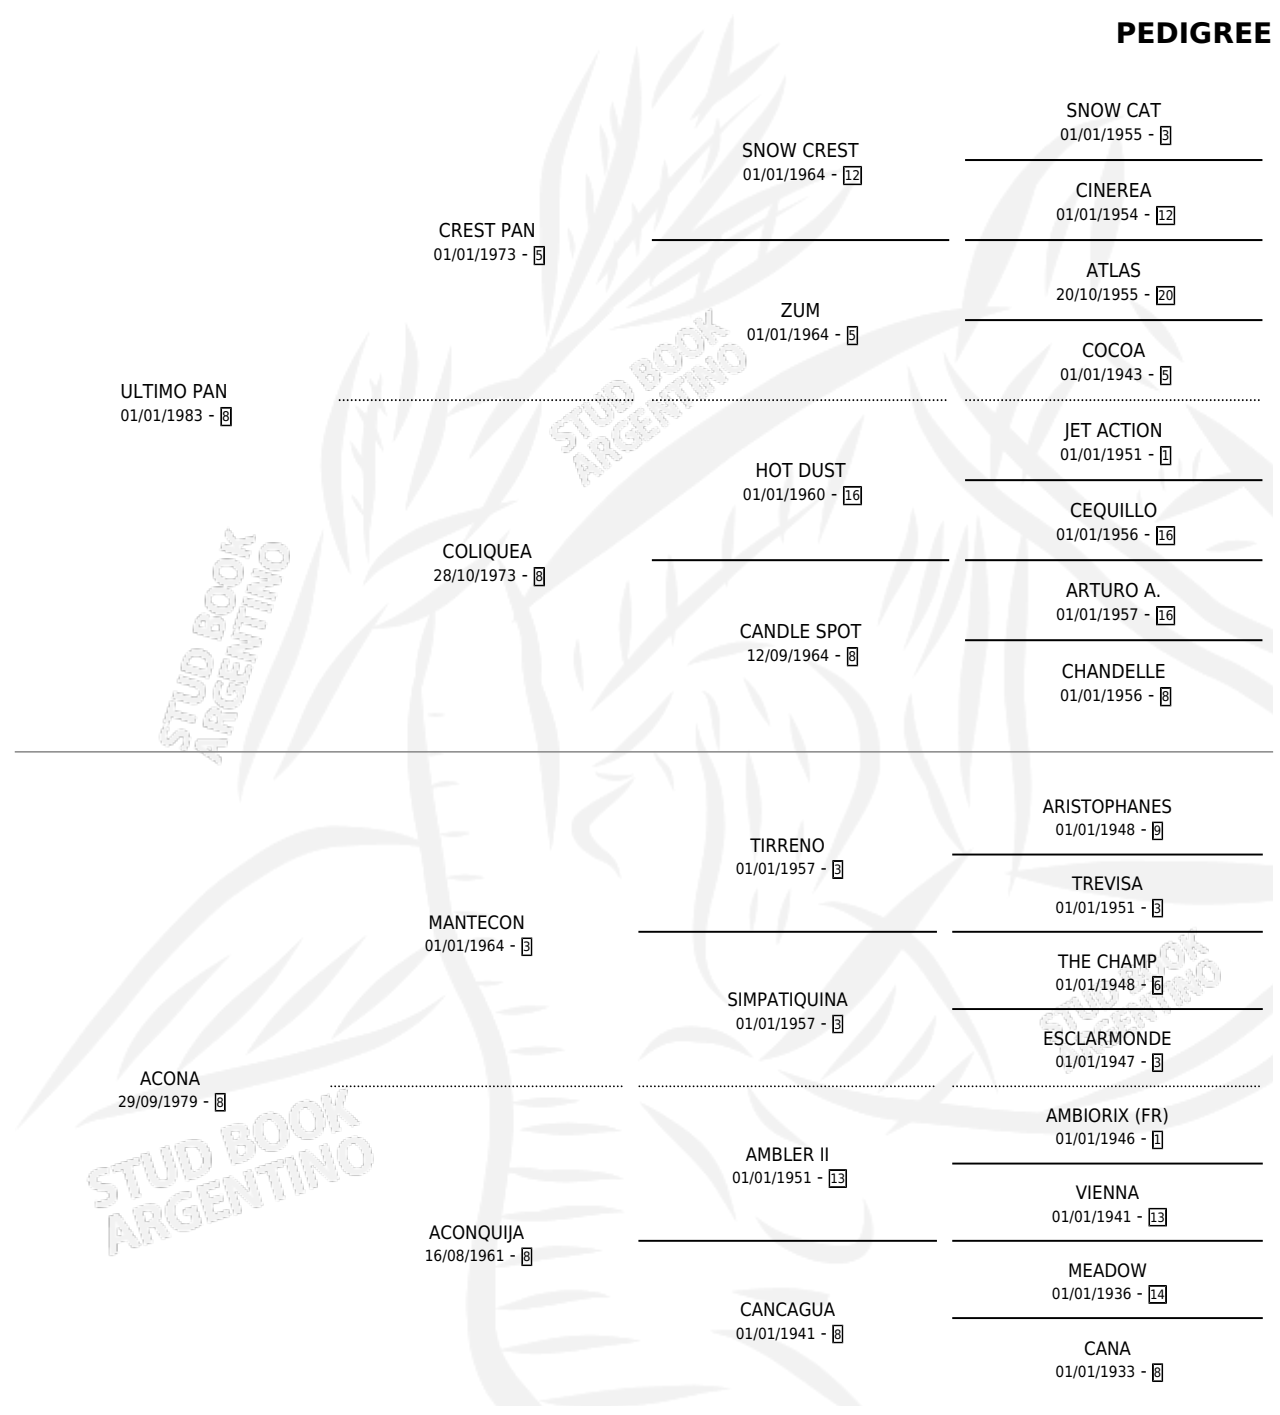 PEDIGREE
SNOW CAT
01/01/1955 - 3
SNOW CREST
01/01/1964 - 12
CINEREA
01/01/1954 - 12
CREST PAN
01/01/1973 - 5
ATLAS
20/10/1955 - 20
ZUM
01/01/1964 - 5
COCOA
01/01/1943 - 5
ULTIMO PAN
01/01/1983 - 8
JET ACTION
01/01/1951 - 1
HOT DUST
01/01/1960 - 16
CEQUILLO
01/01/1956 - 16
COLIQUEA
28/10/1973 - 8
ARTURO A.
01/01/1957 - 16
CANDLE SPOT
12/09/1964 - 8
CHANDELLE
01/01/1956 - 8
STUD BOOK
ARGENTINO
STUD BOOK
ARGENTINO
ARISTOPHANES
01/01/1948 - 9
TIRRENO
01/01/1957 - 3
TREVISA
01/01/1951 - 3
MANTECON
01/01/1964 - 3
THE CHAMP
01/01/1948 - 6
SIMPATIQUINA
01/01/1957 - 3
ESCLARMONDE
01/01/1947 - 3
ACONA
29/09/1979 - 8
AMBIORIX (FR)
01/01/1946 - 1
AMBLER II
01/01/1951 - 13
VIENNA
01/01/1941 - 13
ACONQUIJA
16/08/1961 - 8
MEADOW
01/01/1936 - 14
CANCAGUA
01/01/1941 - 8
CANA
01/01/1933 - 8
STUD BOOK
ARGENTINO
STUD BOOK
ARGENTINO